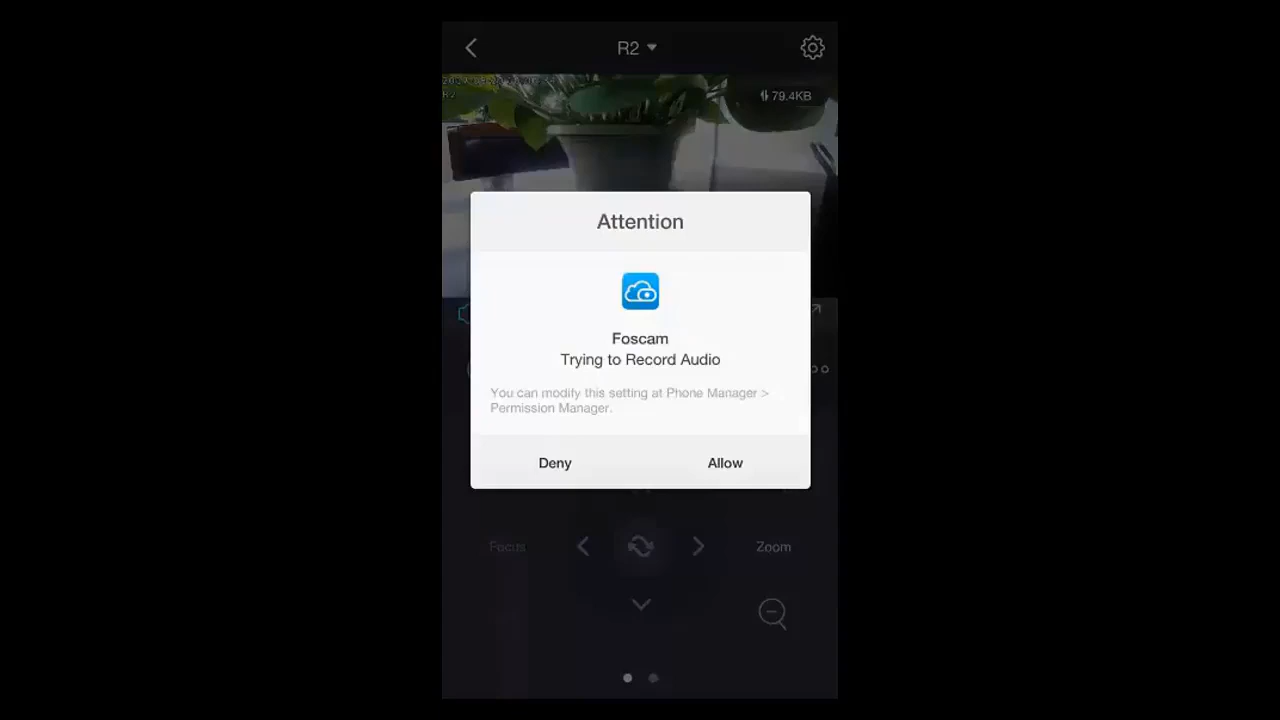 R2
R2
79.4KB
Attention
Foscam
Trying to Record Audio
You can modify this setting at Phone Manager >
Permission Manager.
Deny
Allow
Focus
Zoom